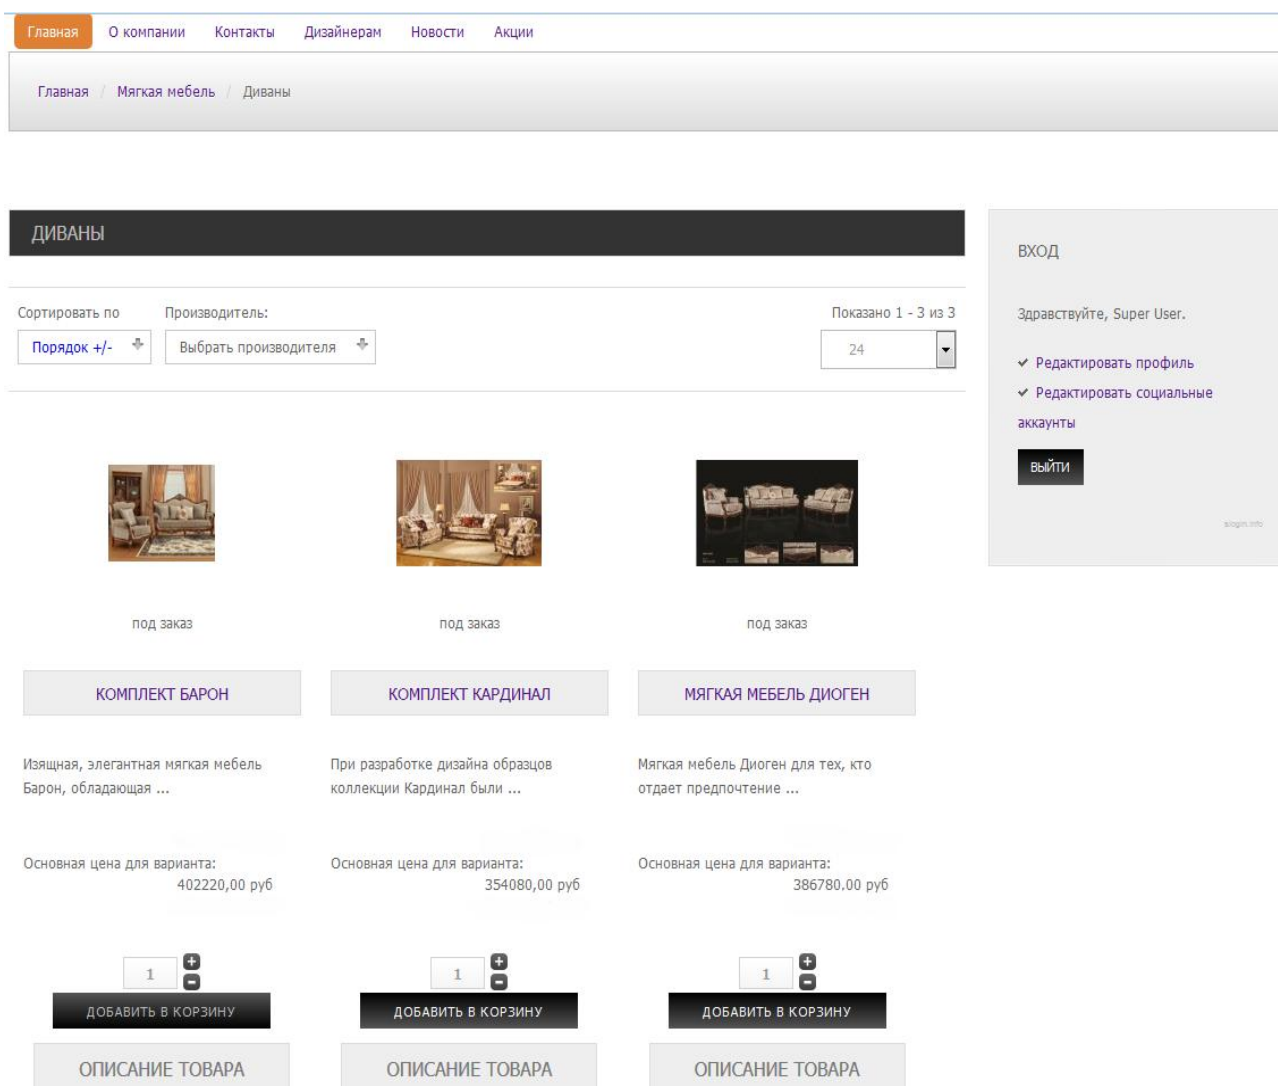 Главная О компании Контакты Дизайнерам Новости Акции
Главная / Мягкая мебель / Диваны
ДИВАНЫ
ВХОД
Сортировать по Производитель: Показано 1 - 3 из 3
Порядок +/- Выбрать производителя 24
Здравствуйте, Super User.
Редактировать профиль
Редактировать социальные
аккаунты
ВЫЙТИ
slogin.info
под заказ под заказ под заказ
КОМПЛЕКТ БАРОН КОМПЛЕКТ КАРДИНАЛ МЯГКАЯ МЕБЕЛЬ ДИОГЕН
Изящная, элегантная мягкая мебель
Барон, обладающая ...
При разработке дизайна образцов
коллекции Кардинал были ...
Мягкая мебель Диоген для тех, кто
отдает предпочтение ...
Основная цена для варианта: Основная цена для варианта: Основная цена для варианта:
402220,00 руб 354080,00 руб 386780.00 руб
1 1 1
ДОБАВИТЬ В КОРЗИНУ ДОБАВИТЬ В КОРЗИНУ ДОБАВИТЬ В КОРЗИНУ
ОПИСАНИЕ ТОВАРА ОПИСАНИЕ ТОВАРА ОПИСАНИЕ ТОВАРА